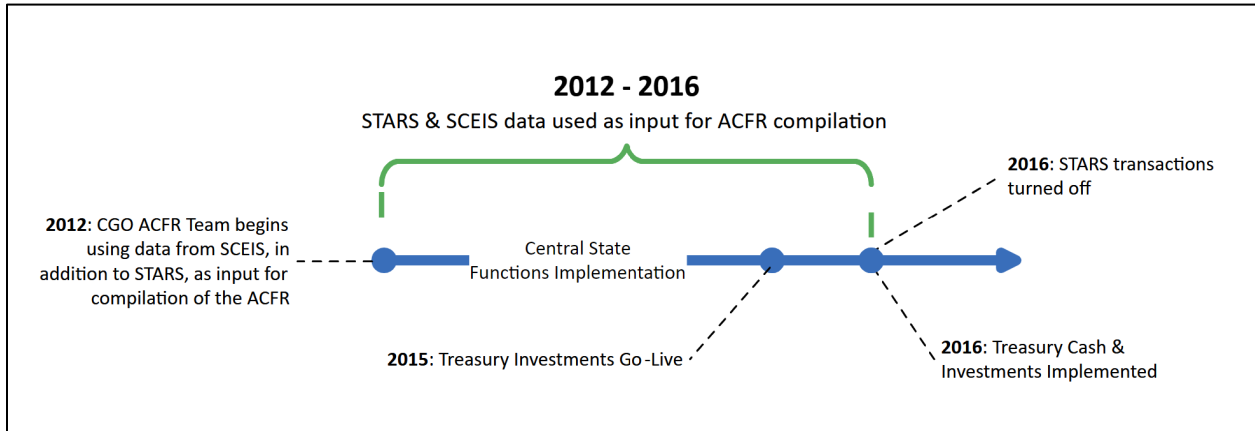 2012 - 2016
STARS & SCEIS data used as input for ACFR compilation
2016: STARS transactions
turned off
2012: CGO ACFR Team begins
using data from SCEIS, in
addition to STARS, as input for
compilation of the ACFR
Central State
Functions Implementation
2015: Treasury Investments Go-Live
2016: Treasury Cash &
Investments Implemented